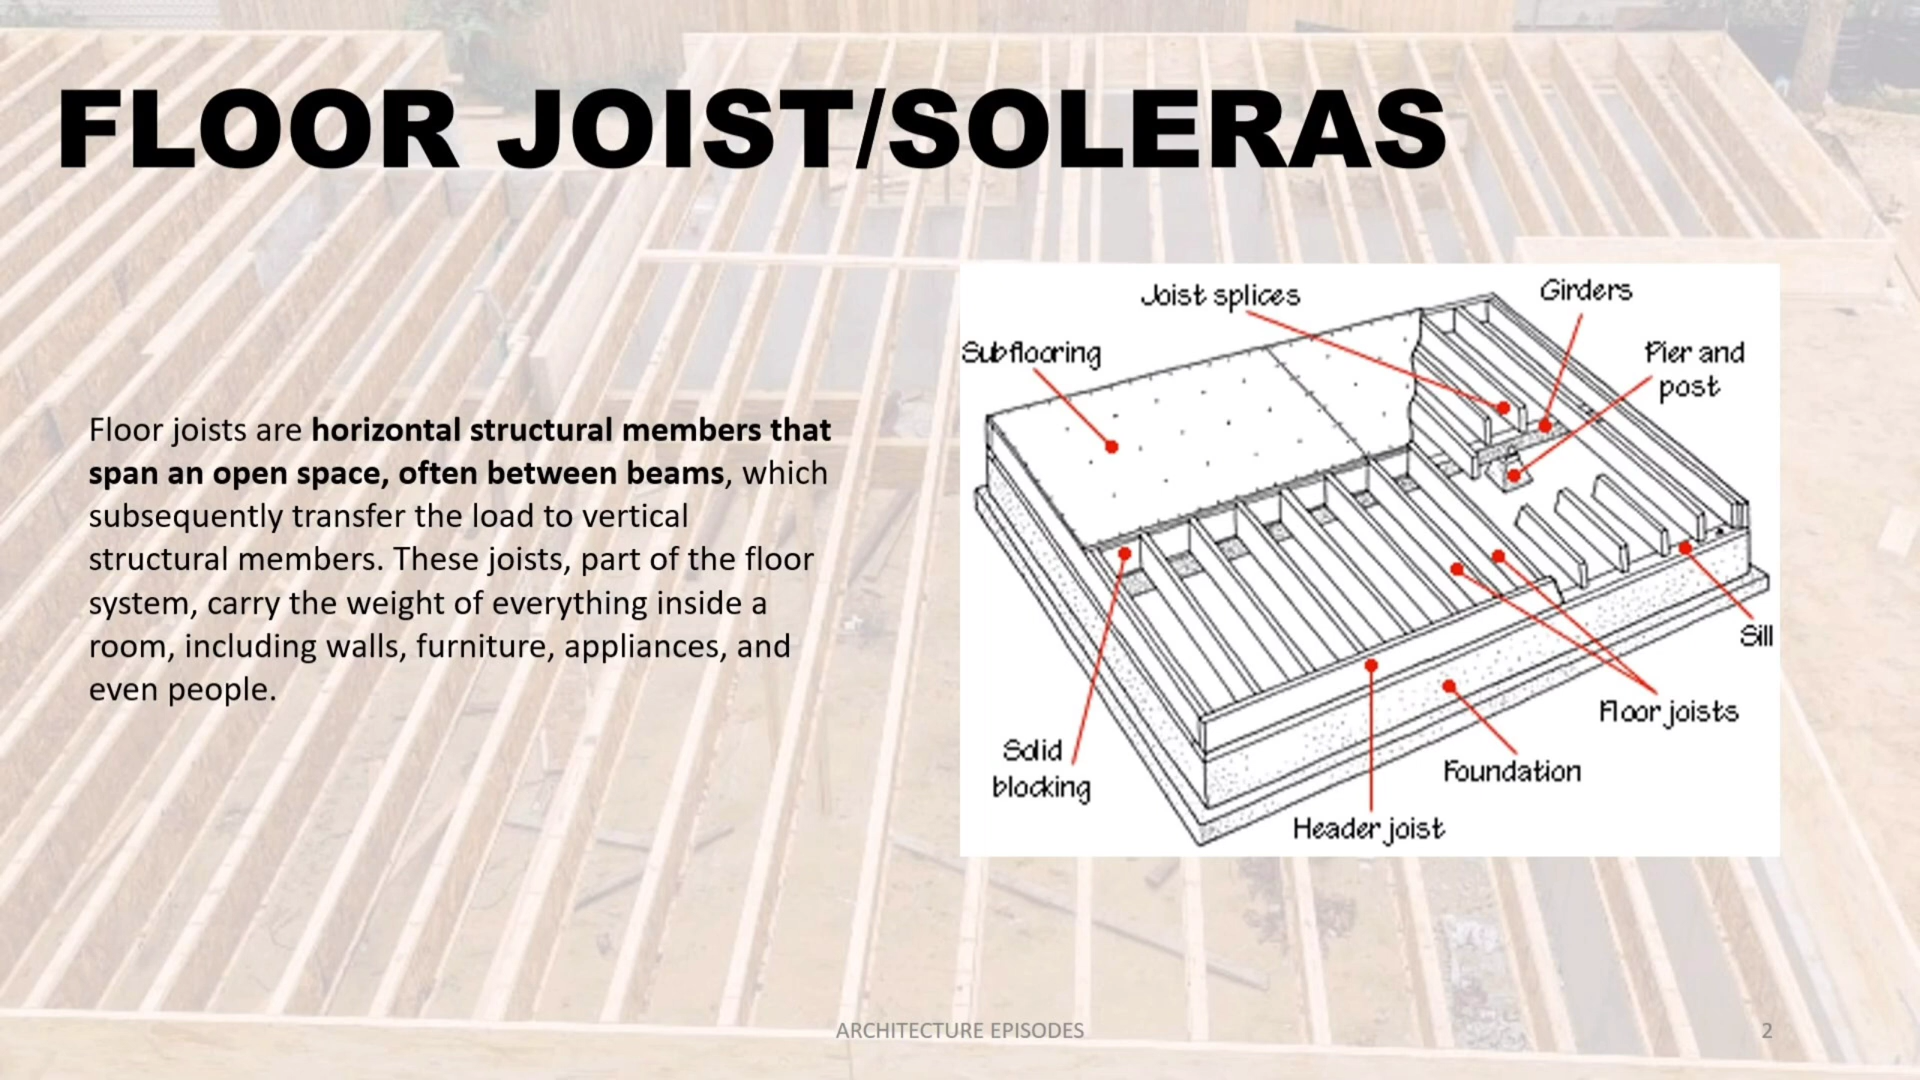 FLOOR JOIST/SOLERAS
Floor joists are horizontal structural members that
span an open space, often between beams, which
subsequently transfer the load to vertical
structural members. These joists, part of the floor
system, carry the weight of everything inside a
room, including walls, furniture, appliances, and
even people.
Joist splices
Girders
Subflooring
Pier and
post
Sill
Floor joists
Solid
blocking
Foundation
Header joist
ARCHITECTURE EPISODES
2